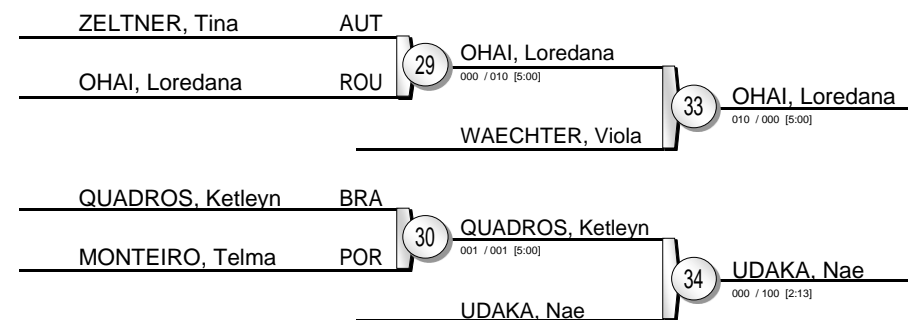 ZELTNER, Tina AUT
OHAI, Loredana ROU
29
OHAI, Loredana
000 / 010 [5:00]
WAECHTER, Viola
33
OHAI, Loredana
010 / 000 [5:00]
QUADROS, Ketleyn BRA
MONTEIRO, Telma POR
30
QUADROS, Ketleyn
001 / 001 [5:00]
UDAKA, Nae
34
UDAKA, Nae
000 / 100 [2:13]